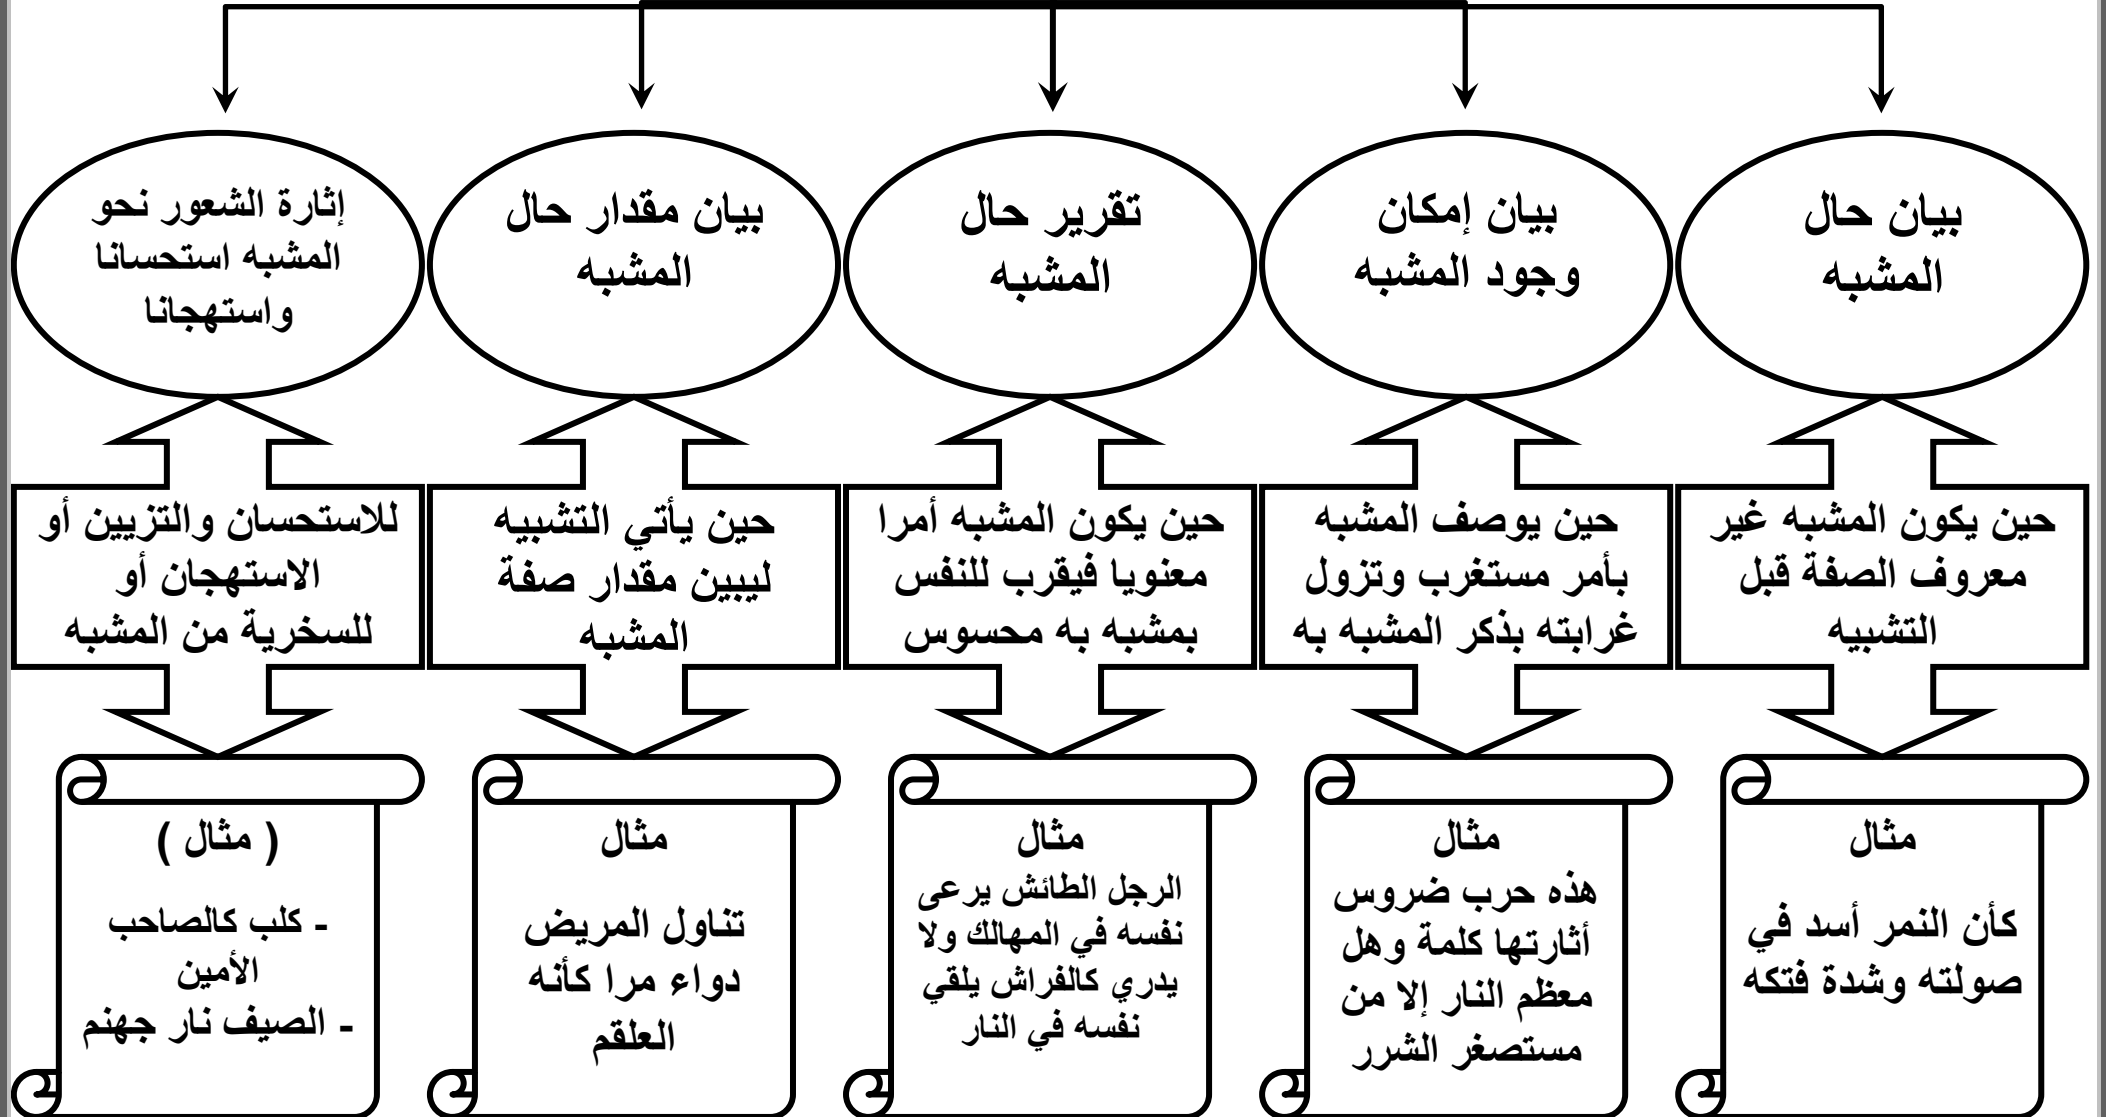 بيان حال
المشبه
بيان إمكان
وجود المشبه
تقرير حال
المشبه
بيان مقدار حال
المشبه
إثارة الشعور نحو
المشبه استحسانا
واستهجانا
حين يكون المشبه غير
معروف الصفة قبل
التشبيه
حين يوصف المشبه
بأمر مستغرب وتزول
غرابته بذكر المشبه به
حين يكون المشبه أمرا
معنويا فيقرب للنفس
بمشبه به محسوس
حين يأتي التشبيه
ليبين مقدار صفة
المشبه
للاستحسان والتزيين أو
الاستهجان أو
للسخرية من المشبه
مثال
كأن النمر أسد في
صولته وشدة فتكه
مثال
هذه حرب ضروس
أثارتها كلمة وهل
معظم النار إلا من
مستصغر الشرر
مثال
الرجل الطائش يرعى
نفسه في المهالك ولا
يدري كالفراش يلقي
نفسه في النار
مثال
تناول المريض
دواء مرا كأنه
العلقم
( مثال )
- كلب كالصاحب
الأمين
- الصيف نار جهنم